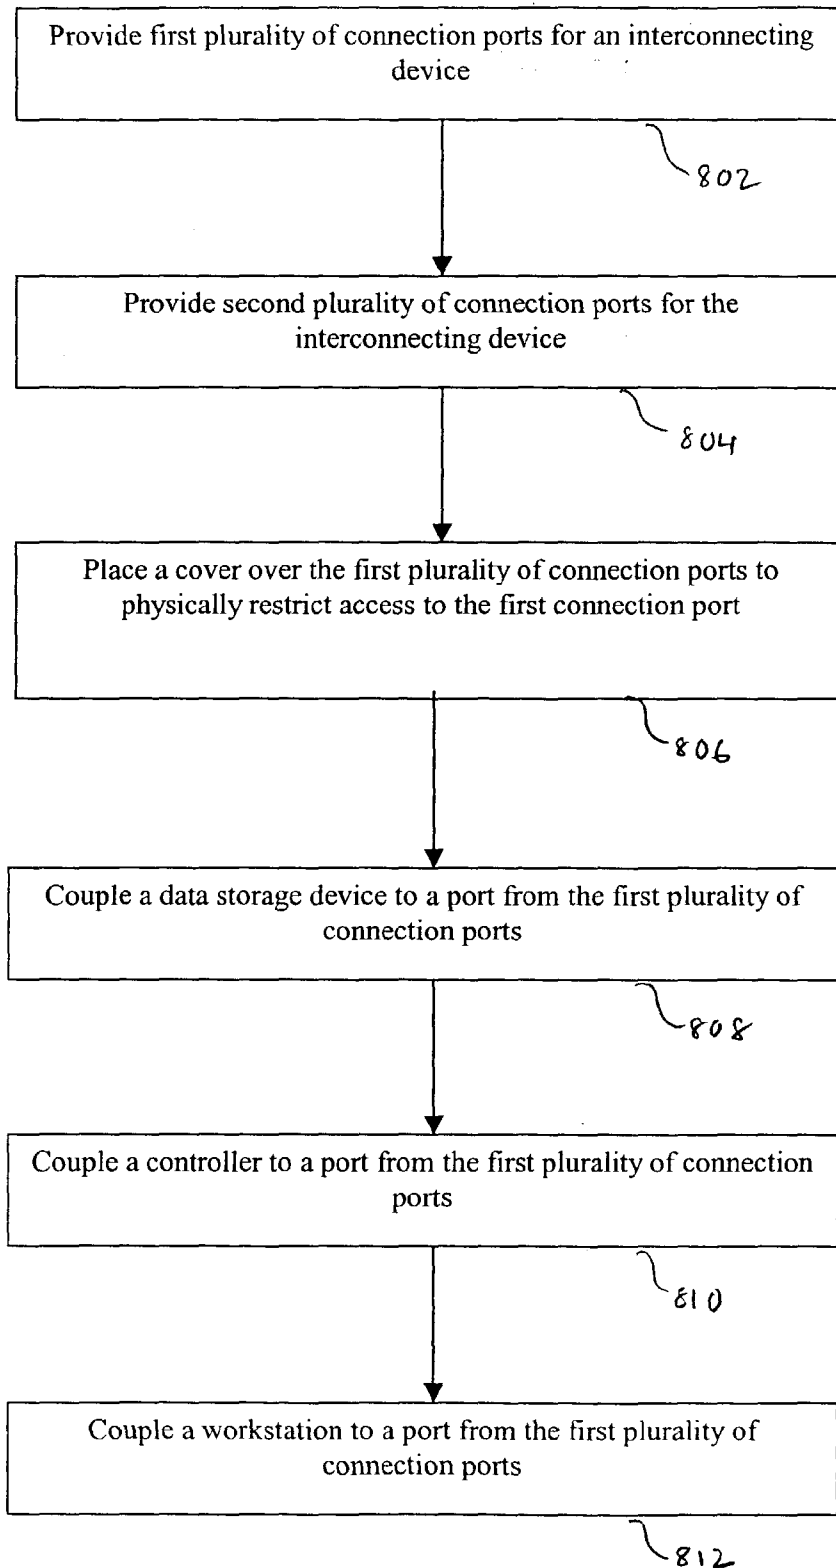 Provide first plurality of connection ports for an interconnecting
device
802
Provide second plurality of connection ports for the
interconnecting device
804
Place a cover over the first plurality of connection ports to
physically restrict access to the first connection port
806
Couple a data storage device to a port from the first plurality of
connection ports
808
Couple a controller to a port from the first plurality of connection
ports
810
Couple a workstation to a port from the first plurality of
connection ports
812